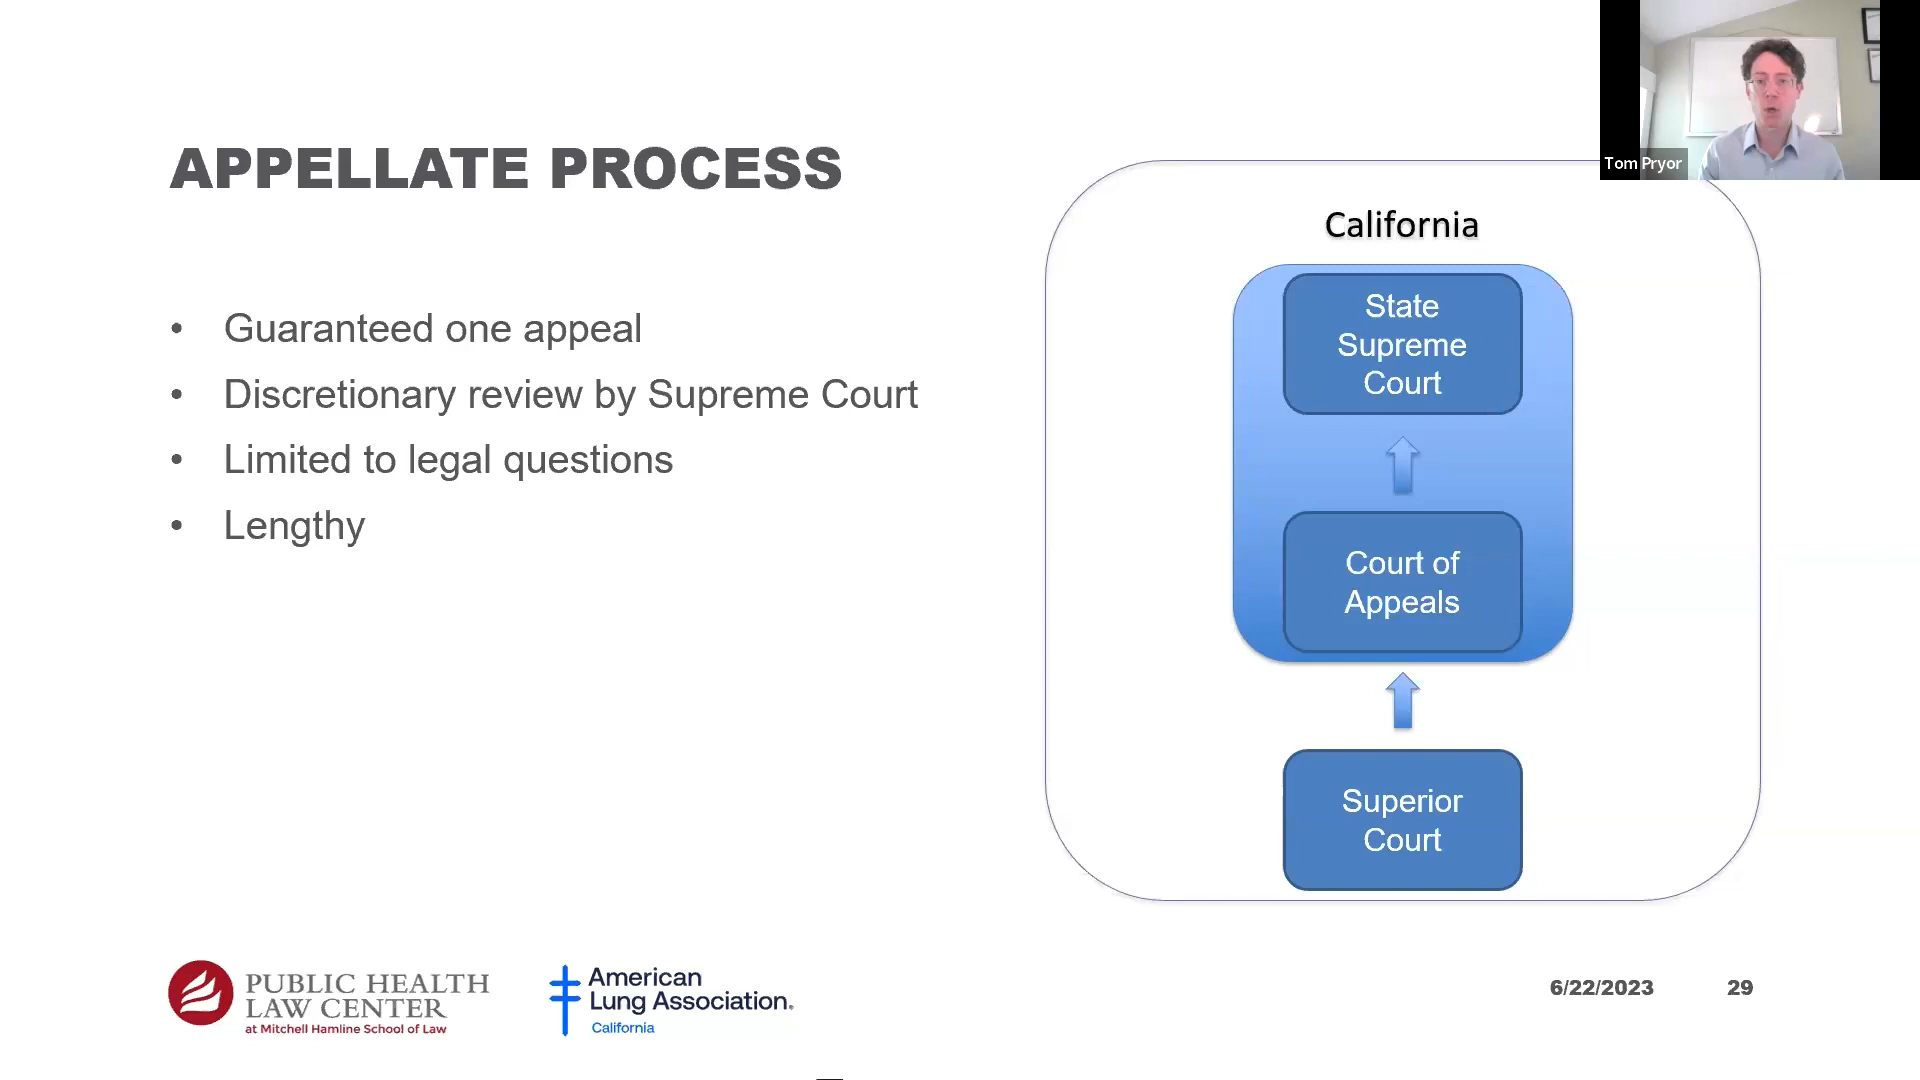 Tom Pryor
APPELLATE PROCESS
• Guaranteed one appeal
• Discretionary review by Supreme Court
• Limited to legal questions
• Lengthy
California
State
Supreme
Court
Court of
Appeals
Superior
Court
PUBLIC HEALTH
LAW CENTER
at Mitchell Hamline School of Law
American
Lung Association.
California
6/22/2023
29